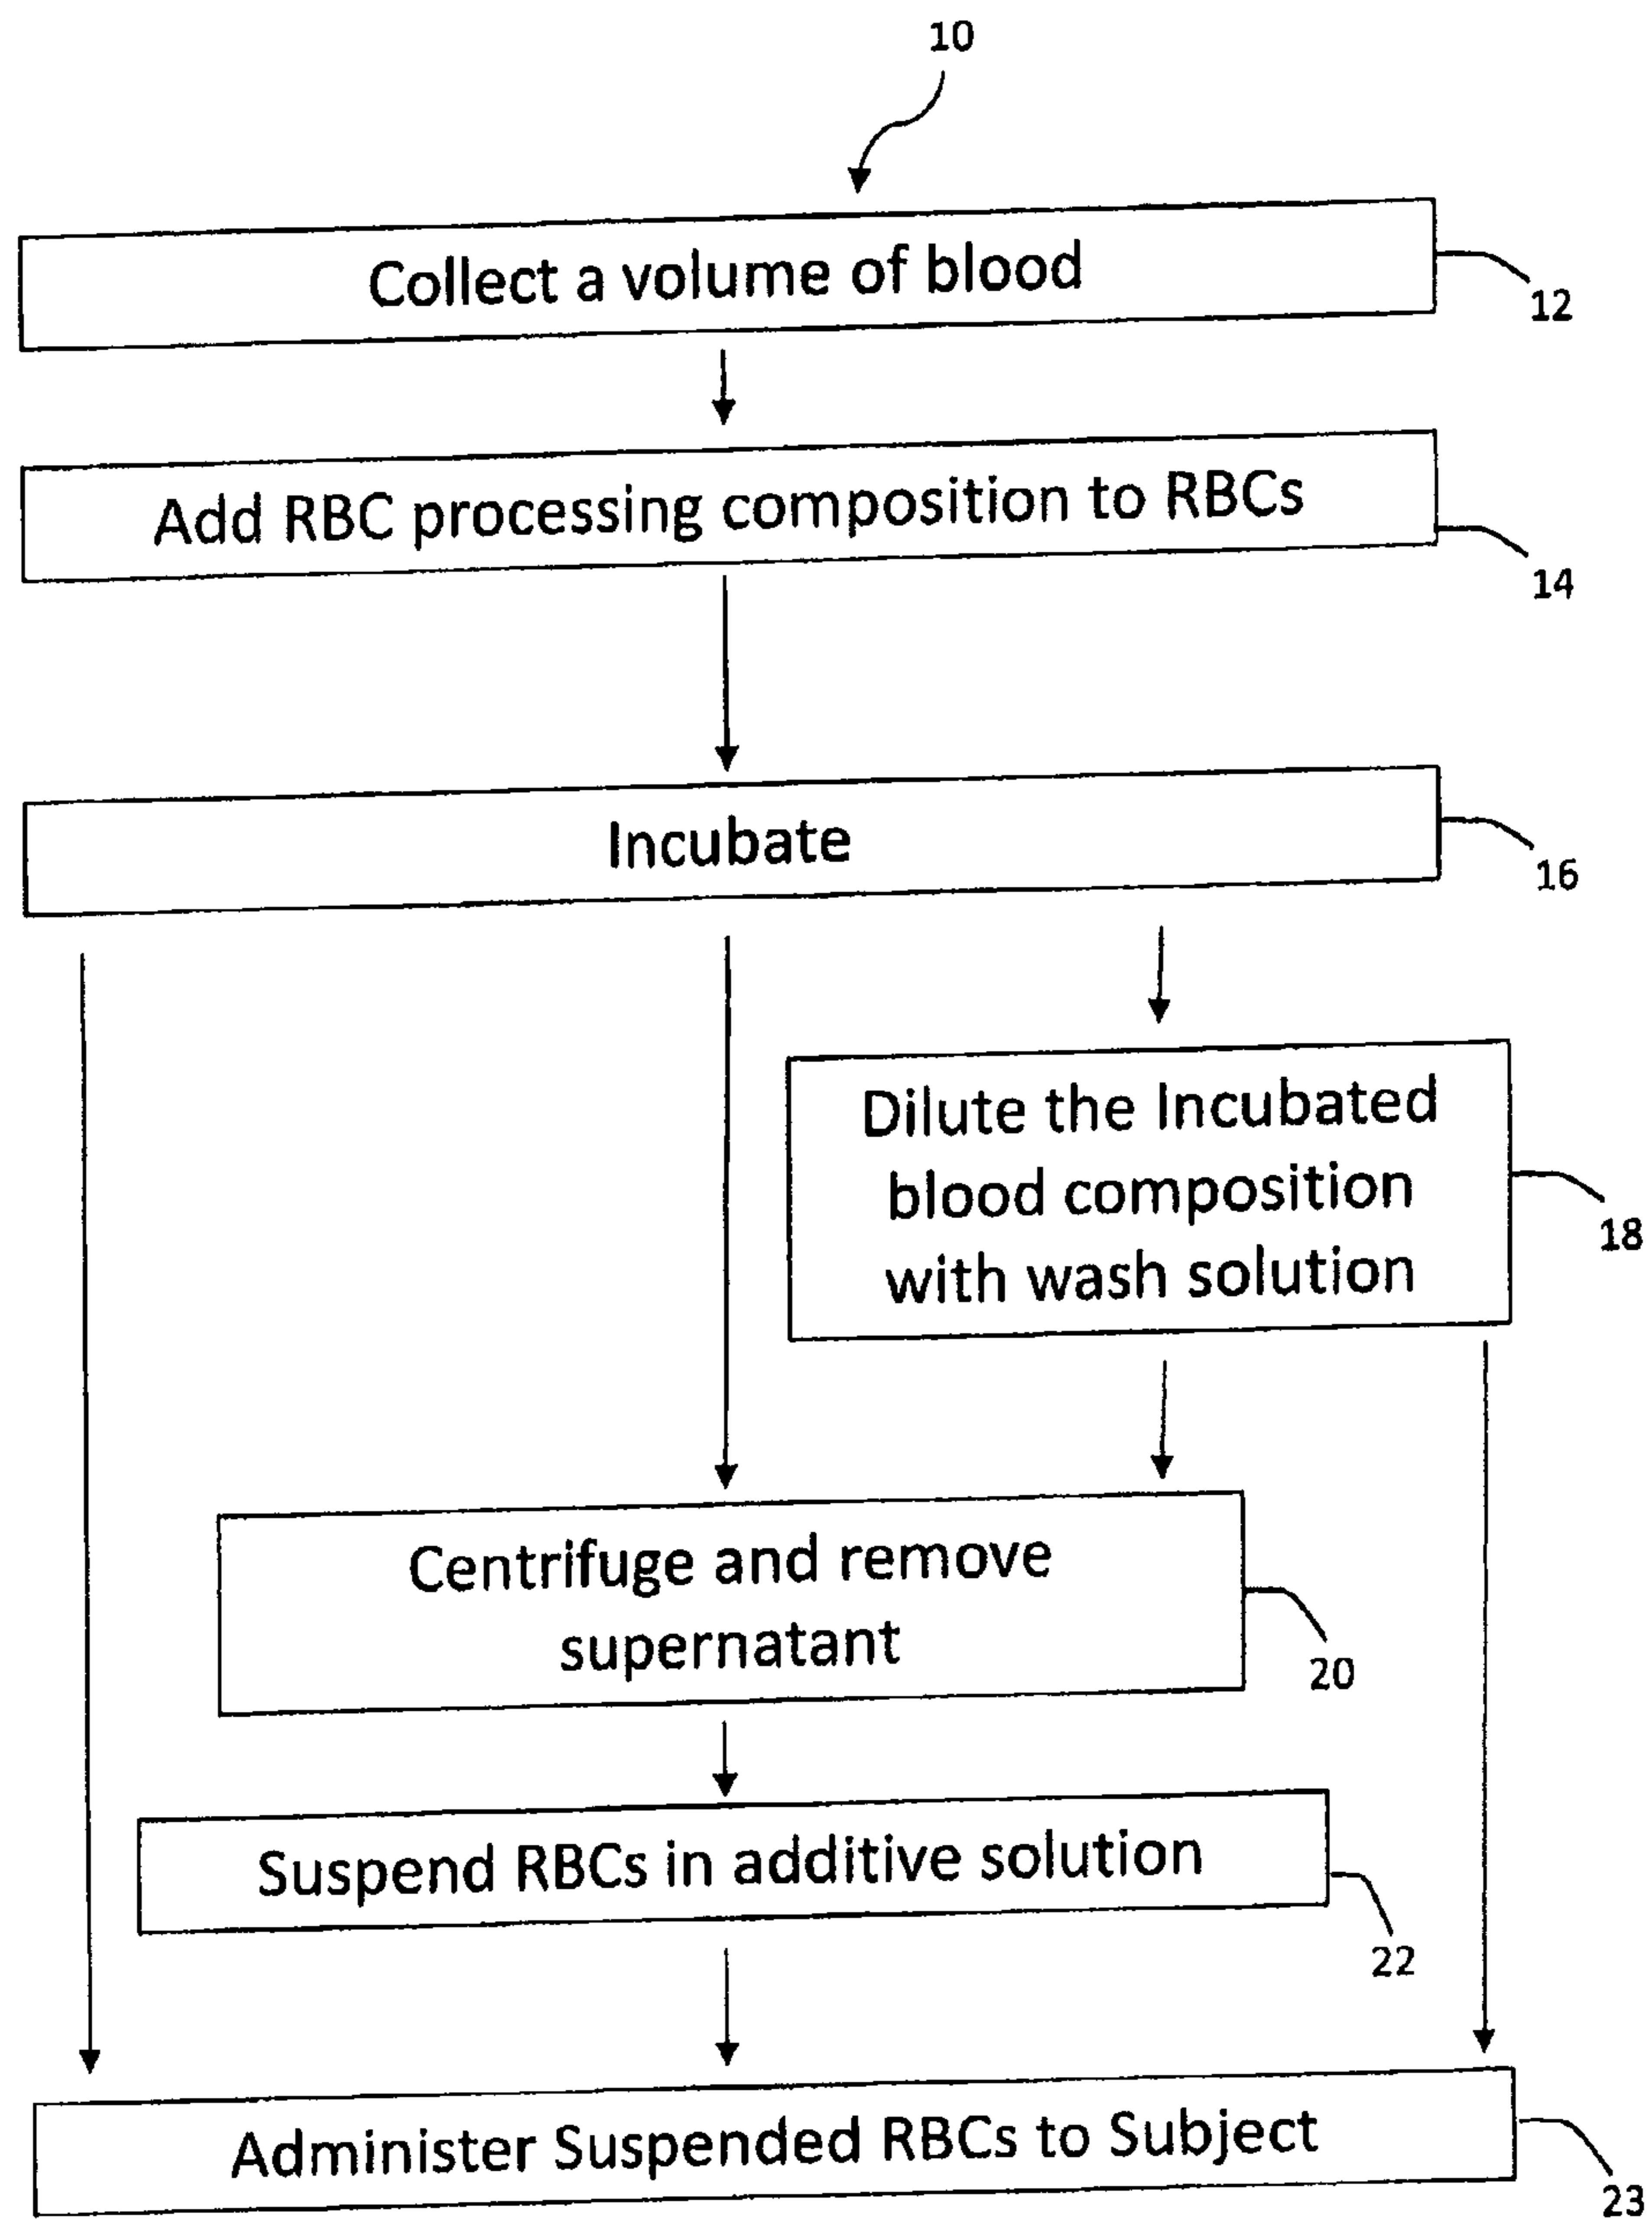 10
Collect a volume of blood
12
Add RBC processing composition to RBCs
14
Incubate
16
Dilute the Incubated
blood composition
with wash solution
18
Centrifuge and remove
supernatant
20
Suspend RBCs in additive solution
22
Administer Suspended RBCs to Subject
23